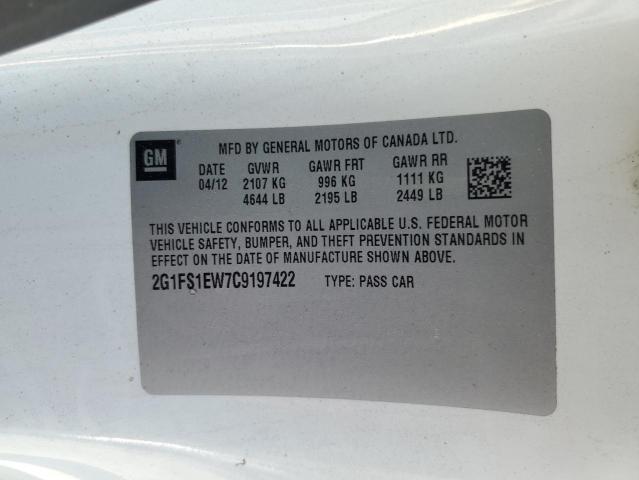 GM
MFD BY GENERAL MOTORS OF CANADA LTD.
DATE GVWR GAWR FRT GAWR RR
04/12 2107 KG 996 KG 1111 KG
4644 LB 2195 LB 2449 LB
THIS VEHICLE CONFORMS TO ALL APPLICABLE U.S. FEDERAL MOTOR
VEHICLE SAFETY, BUMPER, AND THEFT PREVENTION STANDARDS IN
EFFECT ON THE DATE OF MANUFACTURE SHOWN ABOVE.
2G1FS1EW7C9197422 TYPE: PASS CAR